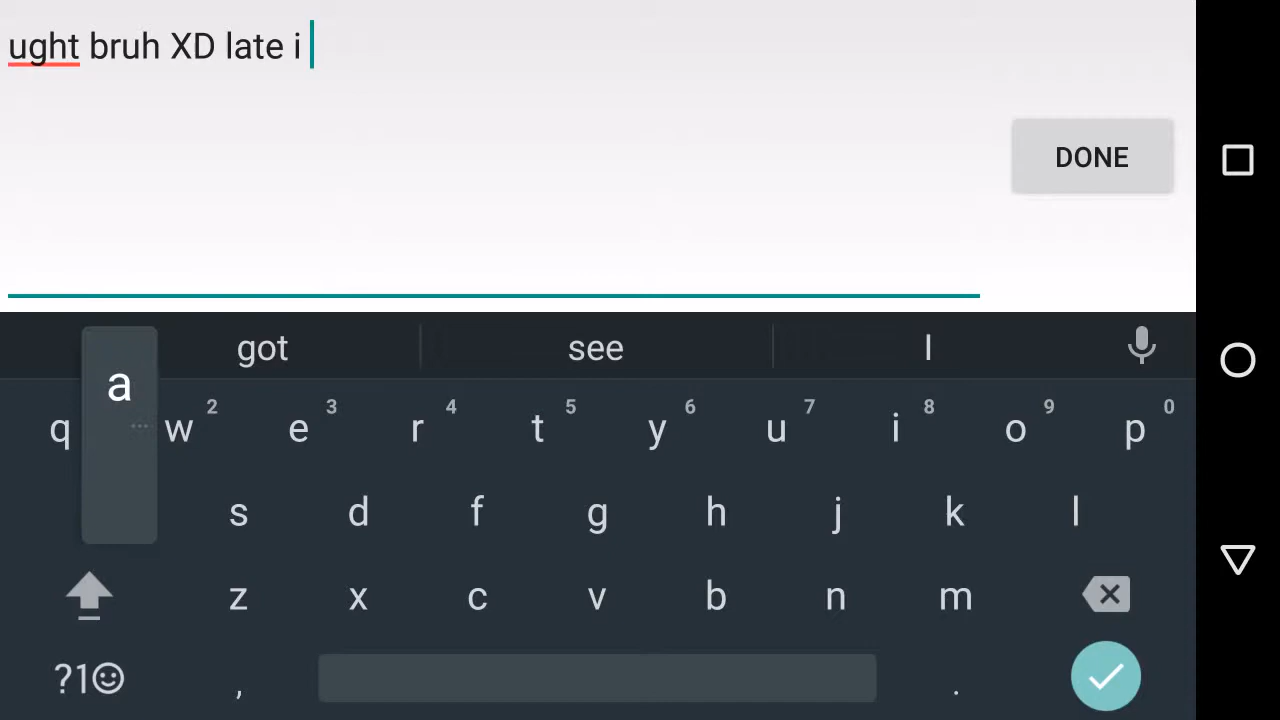 ught bruh XD late i
DONE
got see I
a
q w 2 e 3 r 4 t 5 y 6 u 7 i 8 o 9 p 0
s d f g h j k l
z x c v b n m
?1☺ , .